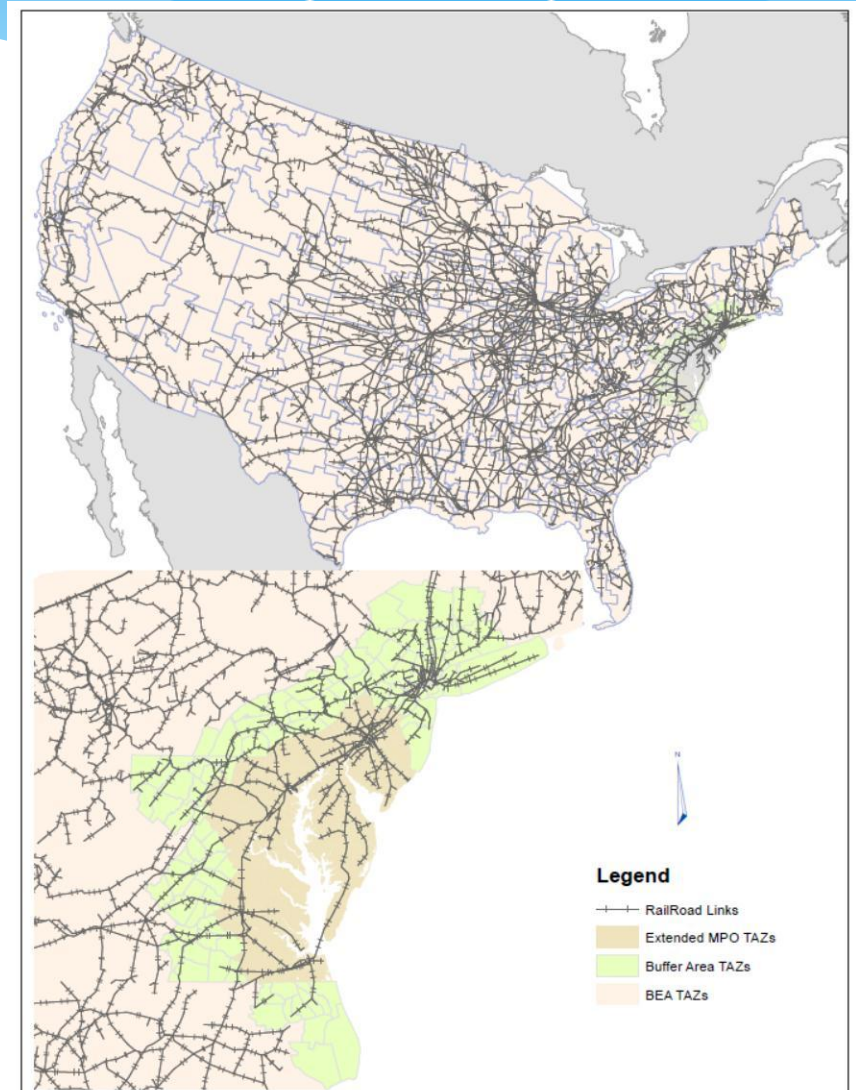 N
Legend
RailRoad Links
Extended MPO TAZs
Buffer Area TAZs
BEA TAZs